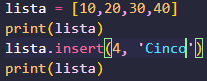 lista = [10,20,30,40]
print(lista)
lista.insert(4, 'Cinco')
print(lista)